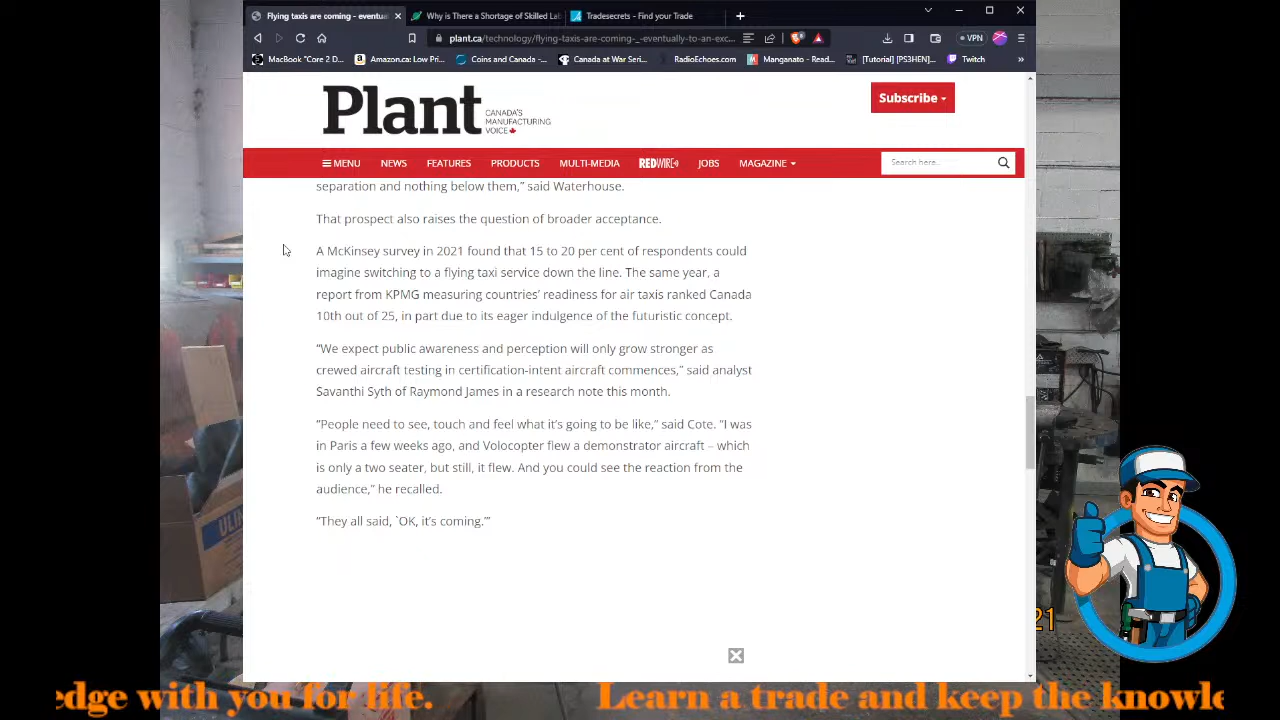 Flying taxis are coming - eventua
Why is There a Shortage of Skilled Lab
Tradesecrets - Find your Trade
plant.ca/technology/flying-taxis-are-coming-_-eventually-to-an-exc...
VPN
MacBook "Core 2 D...
Amazon.ca: Low Pri...
Coins and Canada -...
Canada at War Seri...
RadioEchoes.com
Manganato - Read...
[Tutorial] [PS3HEN]...
Twitch
Plant
CANADA'S
MANUFACTURING
VOICE
Subscribe
MENU
NEWS
FEATURES
PRODUCTS
MULTI-MEDIA
REDWIRE
JOBS
MAGAZINE
Search here..
separation and nothing below them,” said Waterhouse.
That prospect also raises the question of broader acceptance.
A McKinsey survey in 2021 found that 15 to 20 per cent of respondents could
imagine switching to a flying taxi service down the line. The same year, a
report from KPMG measuring countries’ readiness for air taxis ranked Canada
10th out of 25, in part due to its eager indulgence of the futuristic concept.
“We expect public awareness and perception will only grow stronger as
crewed aircraft testing in certification-intent aircraft commences,” said analyst
Savanthi Syth of Raymond James in a research note this month.
“People need to see, touch and feel what it’s going to be like,” said Cote. “I was
in Paris a few weeks ago, and Volocopter flew a demonstrator aircraft – which
is only a two seater, but still, it flew. And you could see the reaction from the
audience,” he recalled.
“They all said, `OK, it’s coming.’”
ULIN
21
edge with you for life.
Learn a trade and keep the knowle